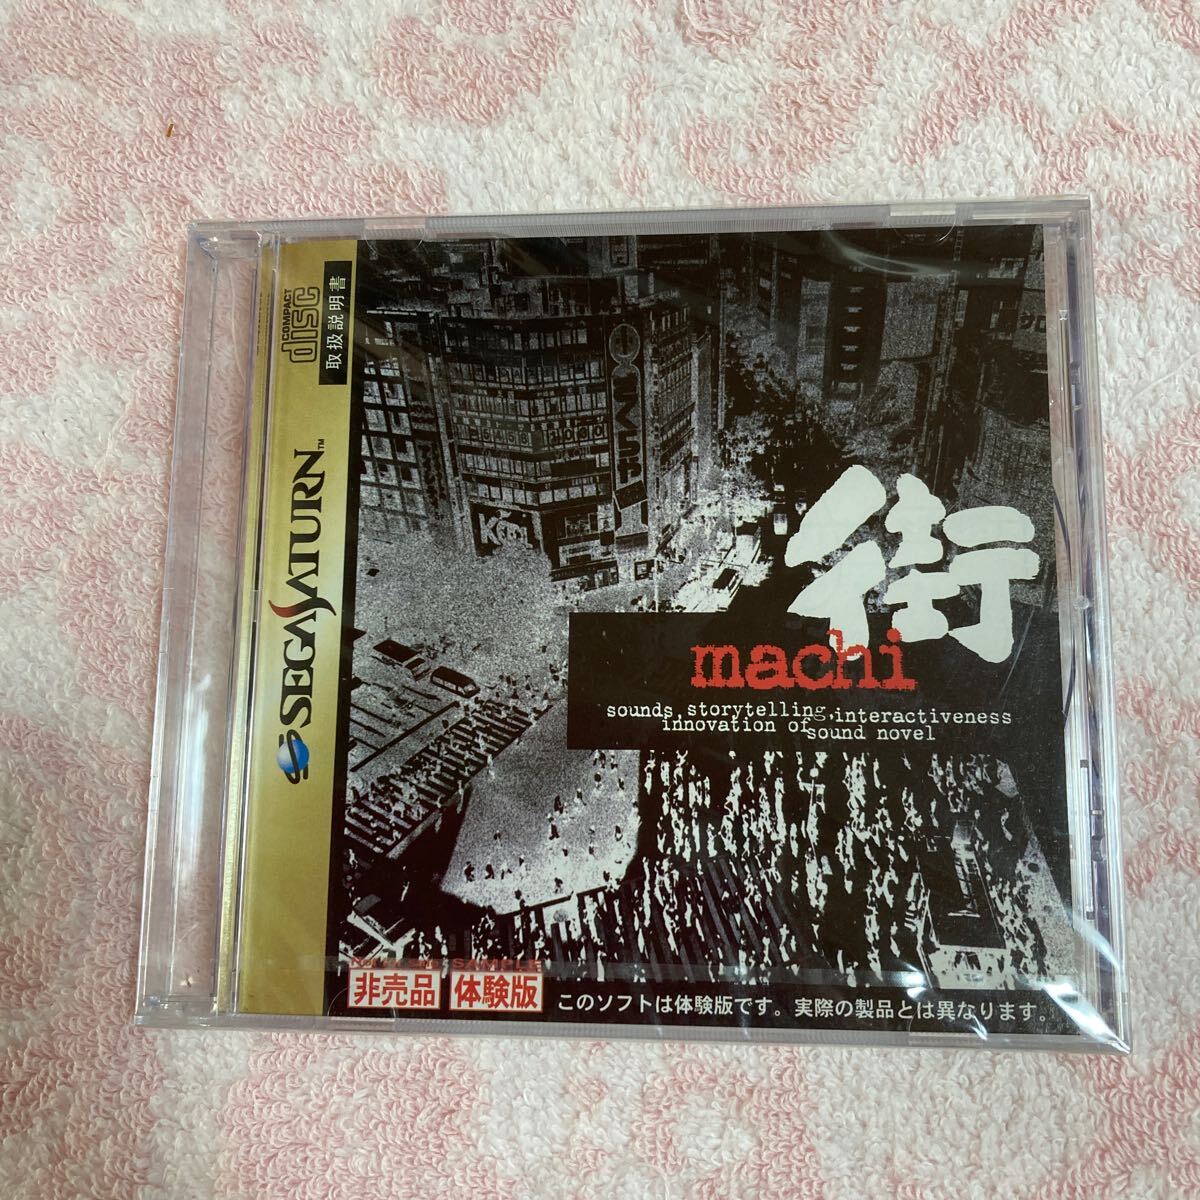 COMPACT
disc
取扱説明書
SEGA SATURN™
街
machi
sounds storytelling, interactiveness
innovation of sound novel
非売品
SAMPLE
体験版
このソフトは体験版です。実際の製品とは異なります。